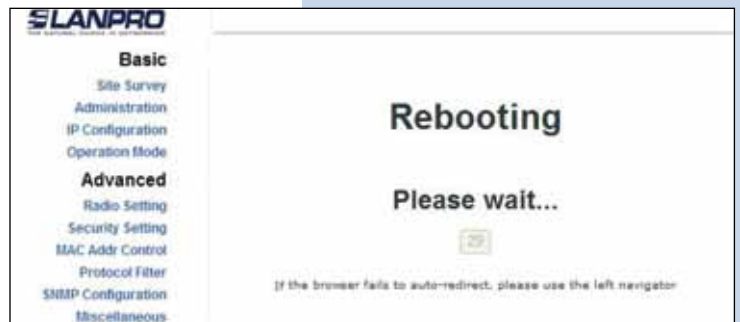 LANPRO
Basic
Site Survey
Administration
IP Configuration
Operation Mode
Advanced
Radio Setting
Security Setting
MAC Addr Control
Protocol Filter
SNMP Configuration
Miscellaneous
Rebooting
Please wait...
29
If the browser fails to auto-redirect, please use the left navigator